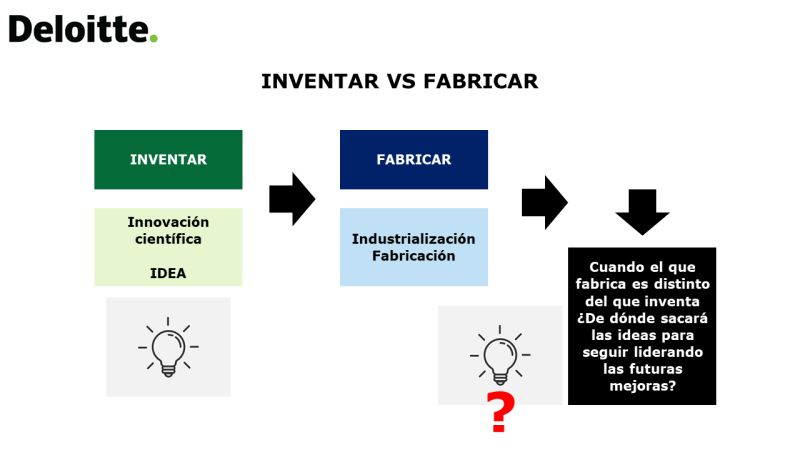 Deloitte.
INVENTAR VS FABRICAR
INVENTAR
Innovación
científica
IDEA
FABRICAR
Industrialización
Fabricación
?
Cuando el que
fabrica es distinto
del que inventa
¿De dónde sacará
las ideas para
seguir liderando
las futuras
mejoras?